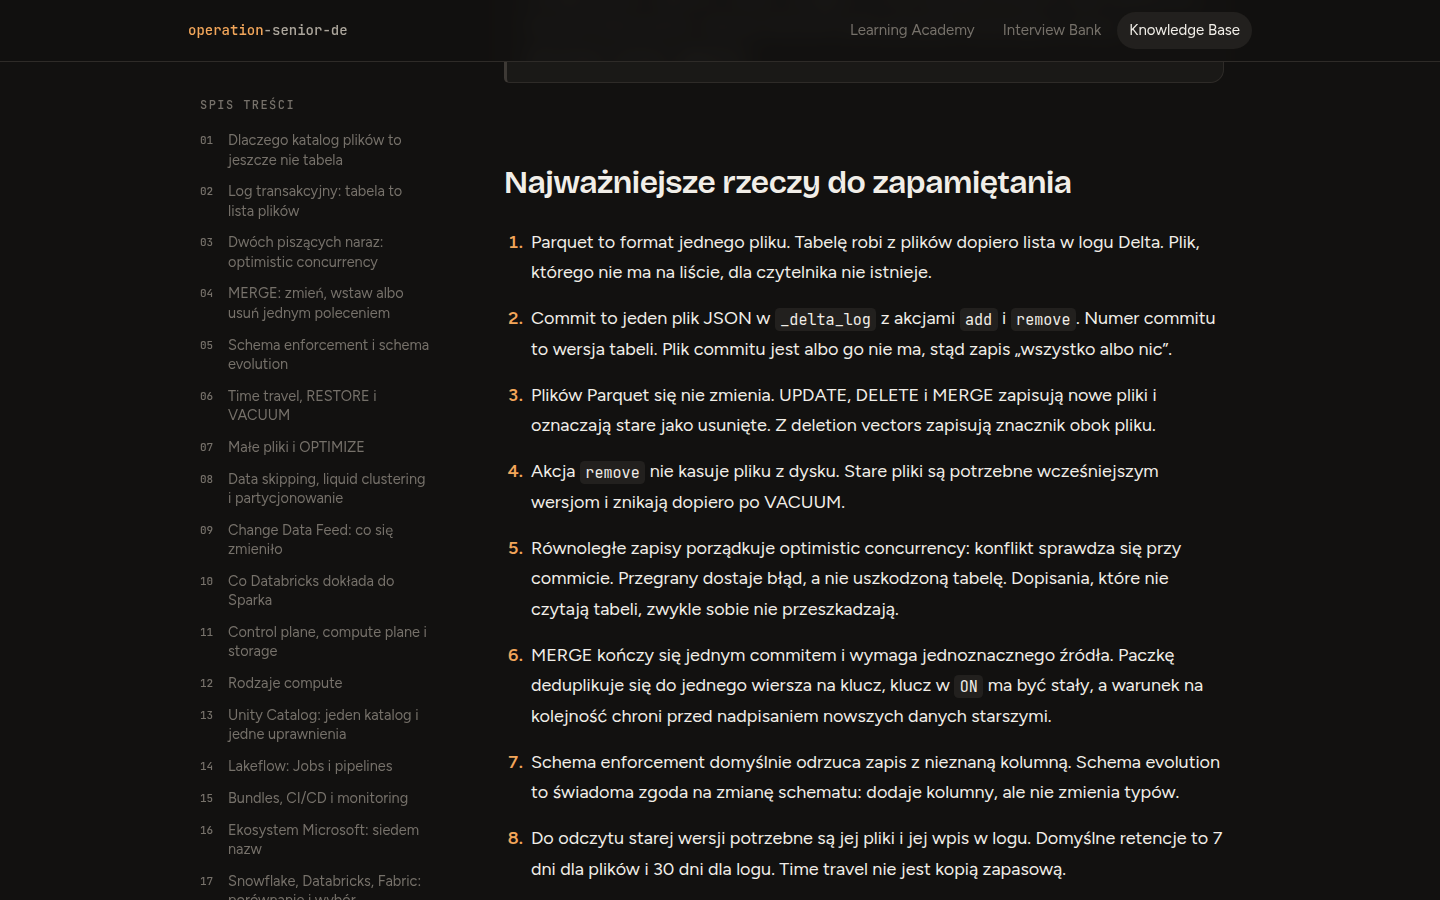 operation-senior-de
Learning Academy
Interview Bank
Knowledge Base
SPIS TREŚCI
01 Dlaczego katalog plików to
jeszcze nie tabela
02 Log transakcyjny: tabela to
lista plików
03 Dwóch piszących naraz:
optimistic concurrency
04 MERGE: zmień, wstaw albo
usuń jednym poleceniem
05 Schema enforcement i schema
evolution
06 Time travel, RESTORE i
VACUUM
07 Małe pliki i OPTIMIZE
08 Data skipping, liquid clustering
i partycjonowanie
09 Change Data Feed: co się
zmieniło
10 Co Databricks dokłada do
Sparka
11 Control plane, compute plane i
storage
12 Rodzaje compute
13 Unity Catalog: jeden katalog i
jedne uprawnienia
14 Lakeflow: Jobs i pipelines
15 Bundles, CI/CD i monitoring
16 Ekosystem Microsoft: siedem
nazw
17 Snowflake, Databricks, Fabric:
porównanie i wybór
Najważniejsze rzeczy do zapamiętania
1. Parquet to format jednego pliku. Tabelę robi z plików dopiero lista w logu Delta. Plik,
którego nie ma na liście, dla czytelnika nie istnieje.
2. Commit to jeden plik JSON w _delta_log z akcjami add i remove. Numer commitu
to wersja tabeli. Plik commitu jest albo go nie ma, stąd zapis „wszystko albo nic”.
3. Plików Parquet się nie zmienia. UPDATE, DELETE i MERGE zapisują nowe pliki i
oznaczają stare jako usunięte. Z deletion vectors zapisują znacznik obok pliku.
4. Akcja remove nie kasuje pliku z dysku. Stare pliki są potrzebne wcześniejszym
wersjom i znikają dopiero po VACUUM.
5. Równoległe zapisy porządkuje optimistic concurrency: konflikt sprawdza się przy
commicie. Przegrany dostaje błąd, a nie uszkodzoną tabelę. Dopisania, które nie
czytają tabeli, zwykle sobie nie przeszkadzają.
6. MERGE kończy się jednym commitem i wymaga jednoznacznego źródła. Paczkę
deduplikuje się do jednego wiersza na klucz, klucz w ON ma być stały, a warunek na
kolejność chroni przed nadpisaniem nowszych danych starszymi.
7. Schema enforcement domyślnie odrzuca zapis z nieznaną kolumną. Schema evolution
to świadoma zgoda na zmianę schematu: dodaje kolumny, ale nie zmienia typów.
8. Do odczytu starej wersji potrzebne są jej pliki i jej wpis w logu. Domyślne retencje to 7
dni dla plików i 30 dni dla logu. Time travel nie jest kopią zapasową.